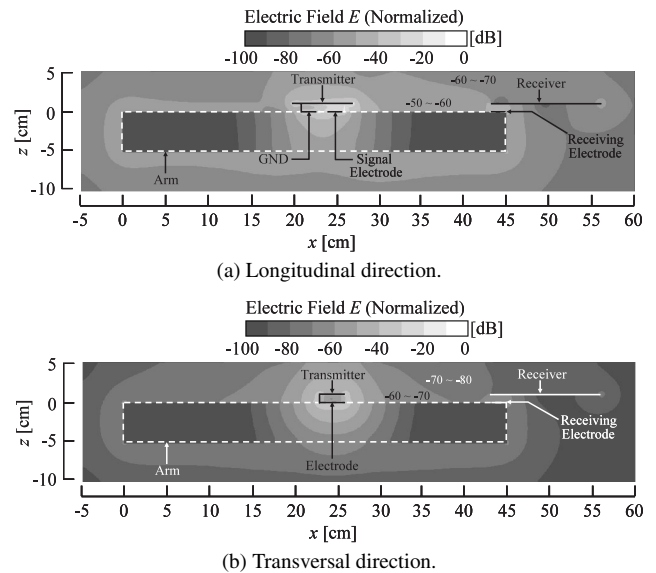 Electric Field E (Normalized)
[dB]
-100 -80 -60 -40 -20 0
Transmitter
-60 ~ -70
Receiver
-50 ~ -60
GND
Signal
Electrode
Receiving
Electrode
Arm
z [cm]
5
0
-5
-10
-5 0 5 10 15 20 25 30 35 40 45 50 55 60
x [cm]
(a) Longitudinal direction.
Electric Field E (Normalized)
[dB]
-100 -80 -60 -40 -20 0
Transmitter
-70 ~ -80
Receiver
-60 ~ -70
Receiving
Electrode
Electrode
Arm
z [cm]
5
0
-5
-10
-5 0 5 10 15 20 25 30 35 40 45 50 55 60
x [cm]
(b) Transversal direction.